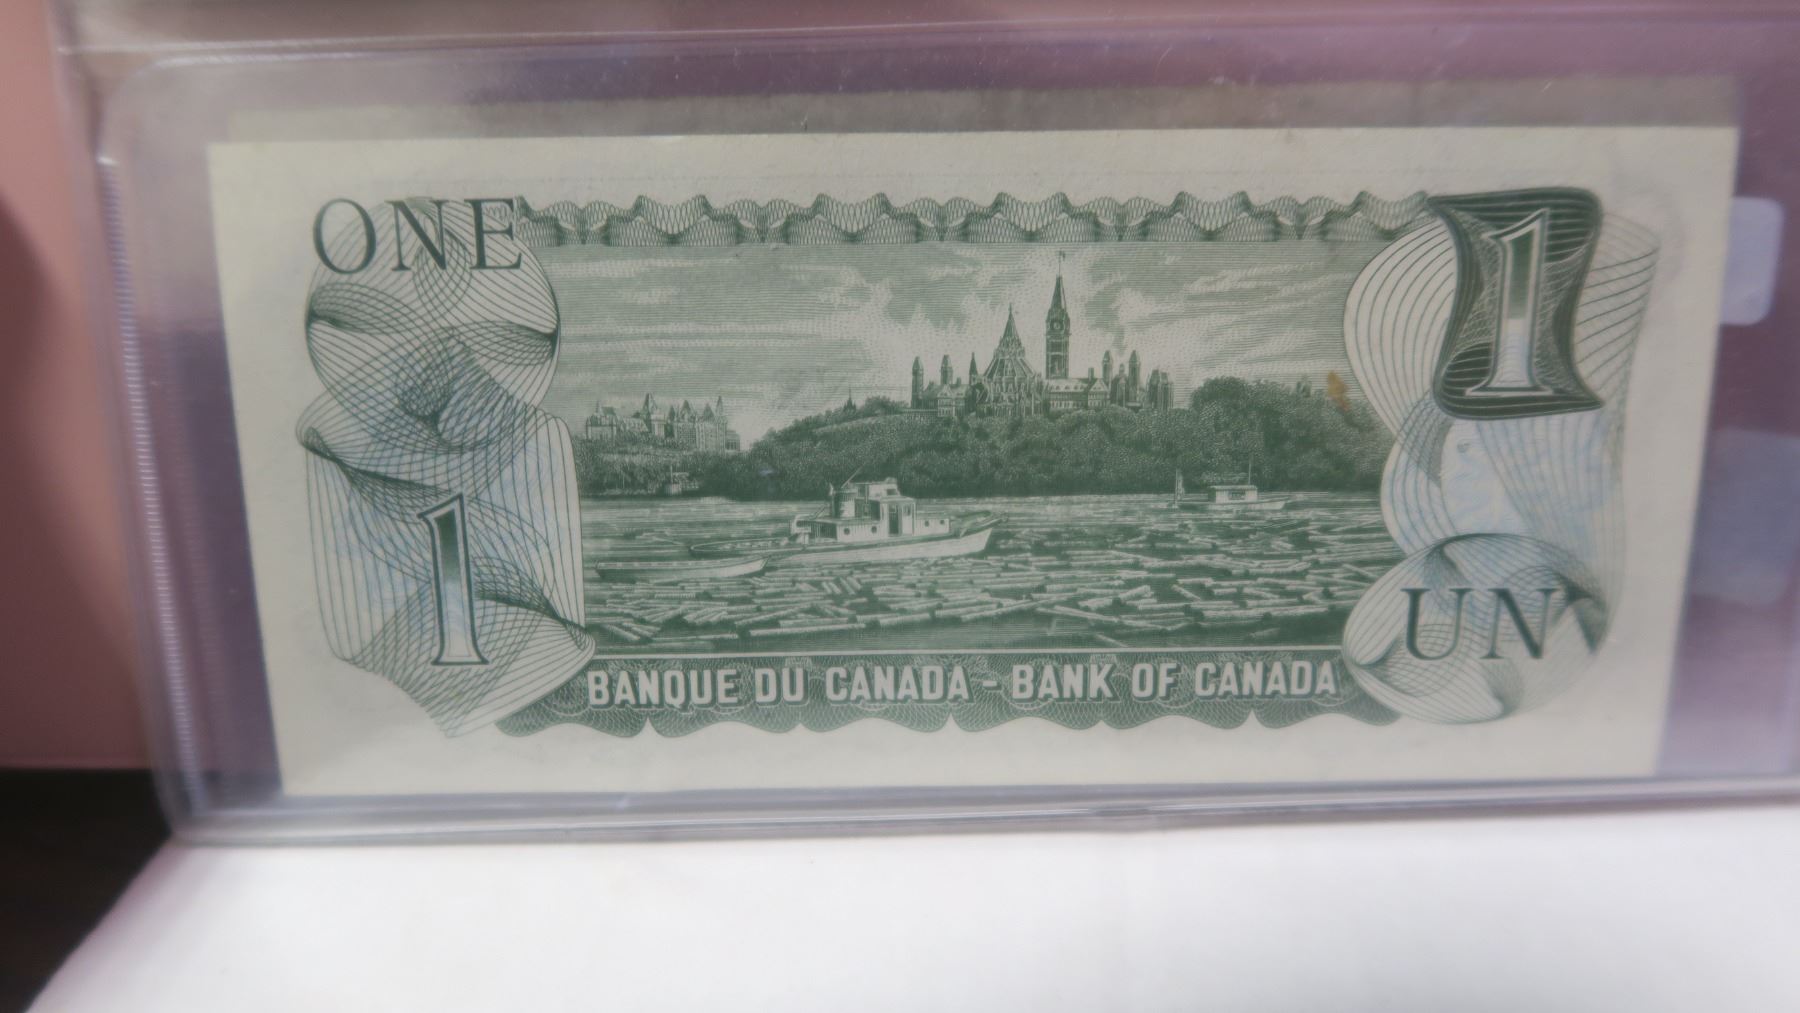 ONE
1
1
UN
BANQUE DU CANADA - BANK OF CANADA